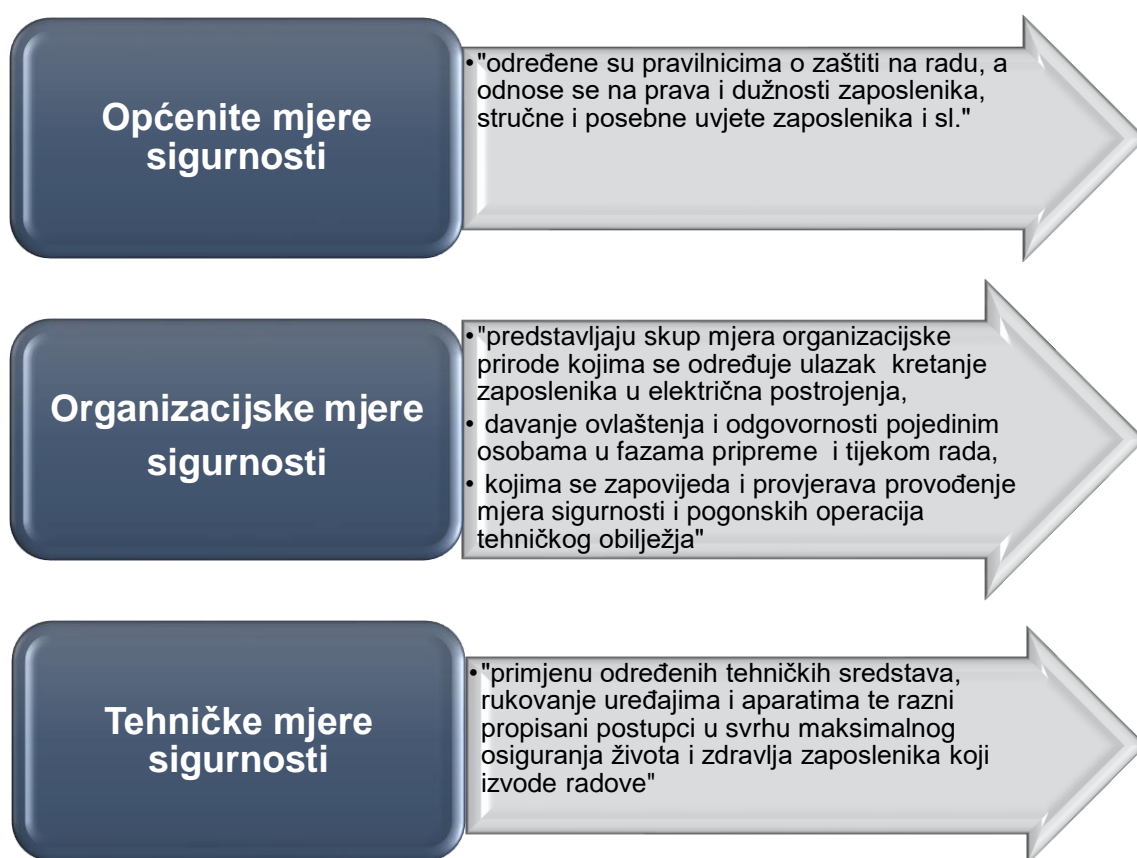 Općenite mjere
sigurnosti
•"određene su pravilnicima o zaštiti na radu, a
odnose se na prava i dužnosti zaposlenika,
stručne i posebne uvjete zaposlenika i sl."
Organizacijske mjere
sigurnosti
•"predstavljaju skup mjera organizacijske
prirode kojima se određuje ulazak  kretanje
zaposlenika u električna postrojenja,
• davanje ovlaštenja i odgovornosti pojedinim
osobama u fazama pripreme  i tijekom rada,
• kojima se zapovijeda i provjerava provođenje
mjera sigurnosti i pogonskih operacija
tehničkog obilježja"
Tehničke mjere
sigurnosti
•"primjenu određenih tehničkih sredstava,
rukovanje uređajima i aparatima te razni
propisani postupci u svrhu maksimalnog
osiguranja života i zdravlja zaposlenika koji
izvode radove"